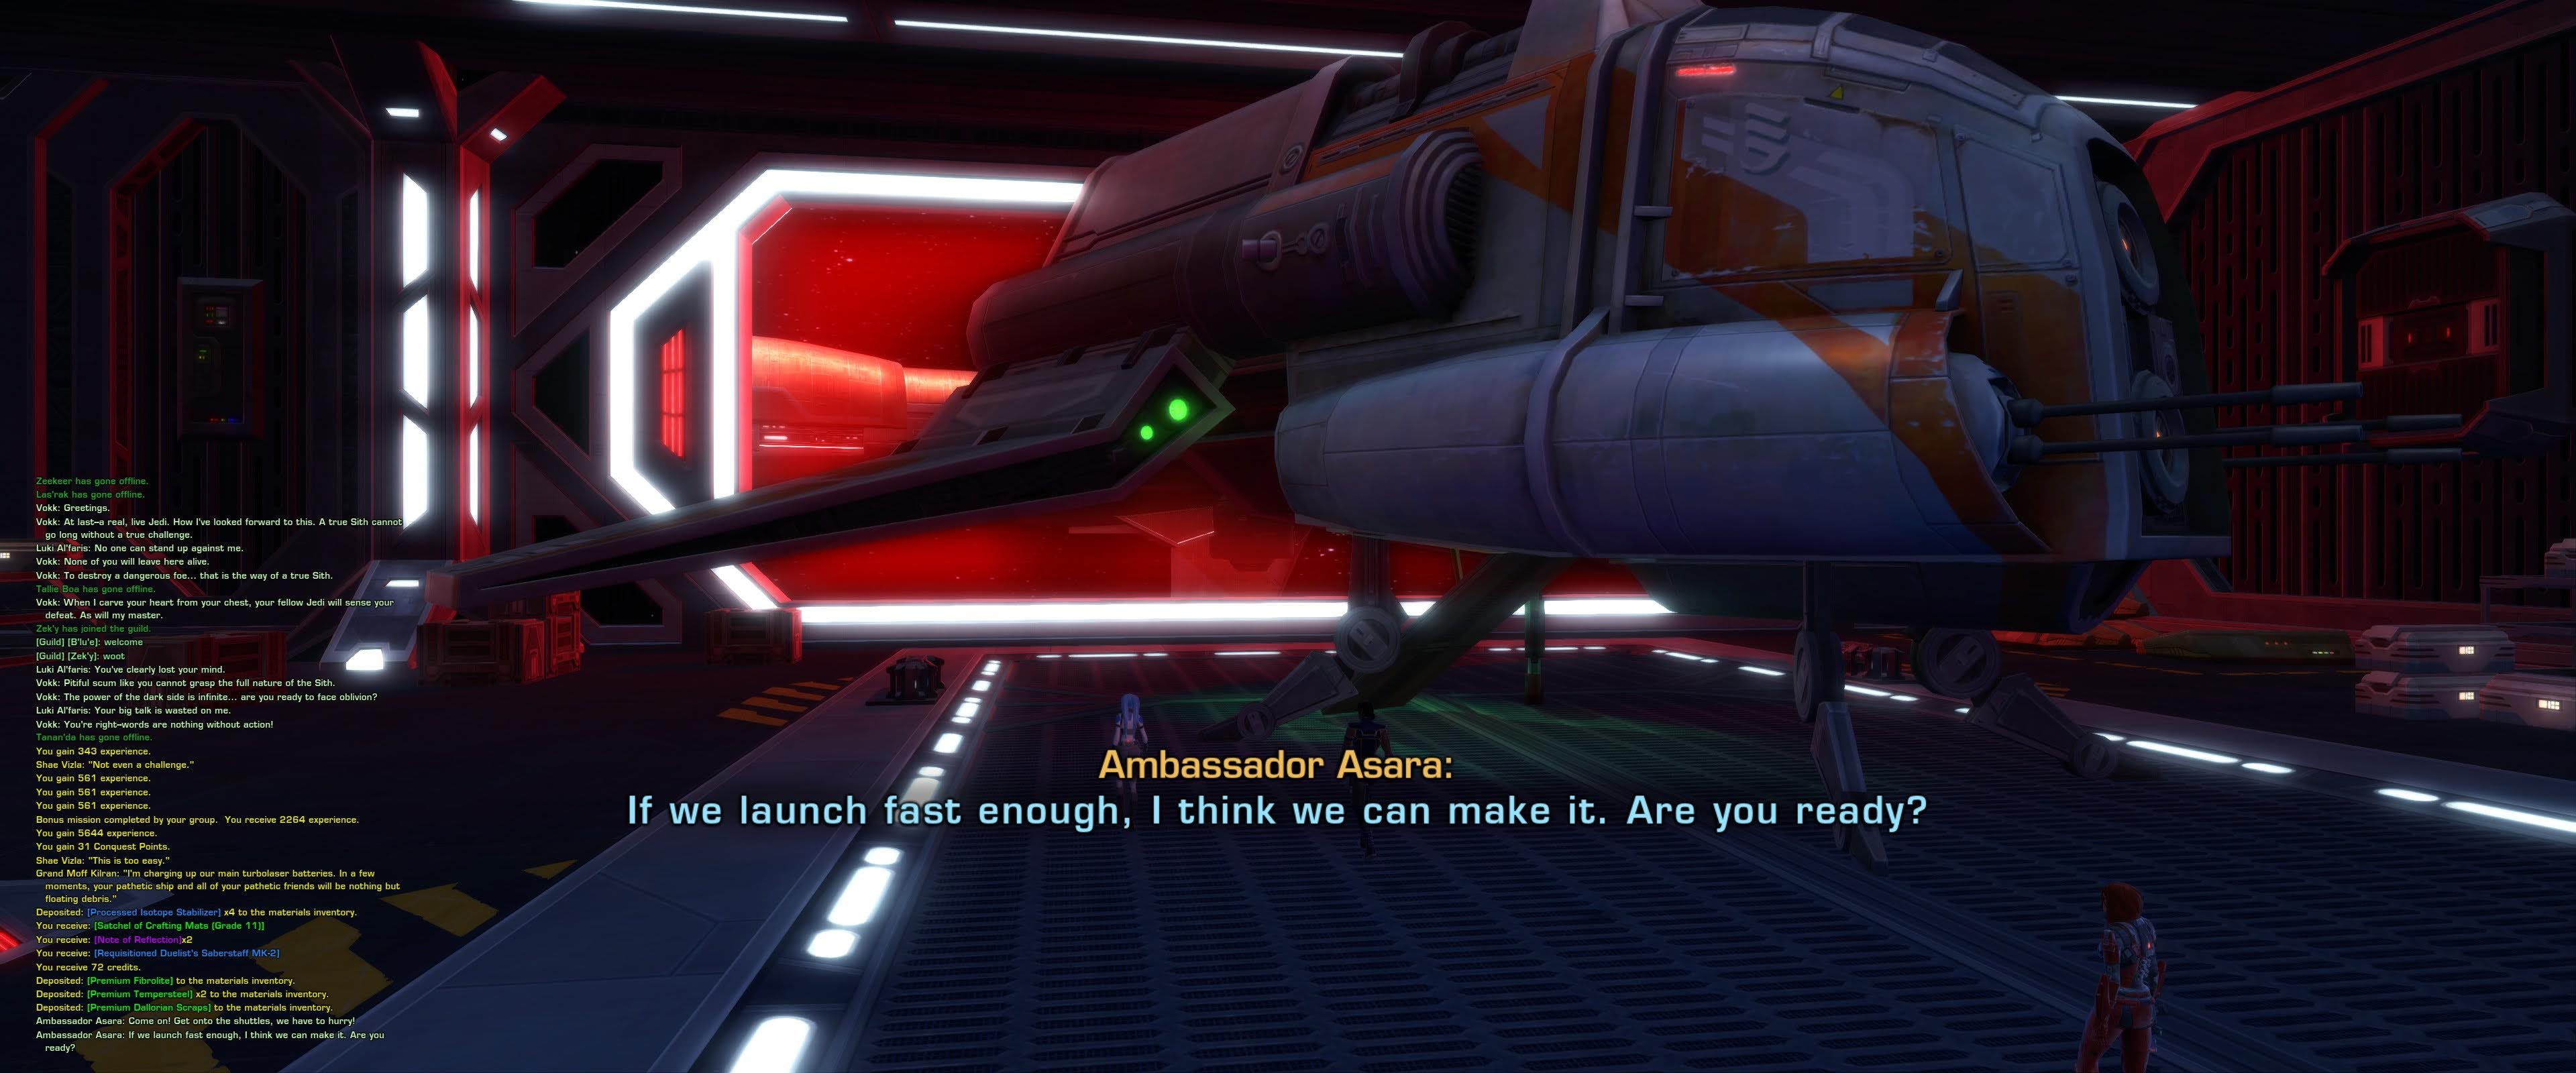 Zeekeer has gone offline.
Las'rak has gone offline.
Vokk: Greetings.
Vokk: At last—a real, live Jedi. How I've looked forward to this. A true Sith cannot
go long without a true challenge.
Luki Al'faris: No one can stand up against me.
Vokk: None of you will leave here alive.
Vokk: To destroy a dangerous foe... that is the way of a true Sith.
Tallie Boa has gone offline.
Vokk: When I carve your heart from your chest, your fellow Jedi will sense your
defeat. As will my master.
Zek'y has joined the guild.
[Guild] [B'lu'e]: welcome
[Guild] [Zek'y]: woot
Luki Al'faris: You've clearly lost your mind.
Vokk: Pitiful scum like you cannot grasp the full nature of the Sith.
Vokk: The power of the dark side is infinite... are you ready to face oblivion?
Luki Al'faris: Your big talk is wasted on me.
Vokk: You're right—words are nothing without action!
Tanan'da has gone offline.
You gain 343 experience.
Shae Vizla: "Not even a challenge."
You gain 561 experience.
You gain 561 experience.
You gain 561 experience.
Bonus mission completed by your group.  You receive 2264 experience.
You gain 5644 experience.
You gain 31 Conquest Points.
Shae Vizla: "This is too easy."
Grand Moff Kilran: "I'm charging up our main turbolaser batteries. In a few
moments, your pathetic ship and all of your pathetic friends will be nothing but
floating debris."
Deposited: [Processed Isotope Stabilizer] x4 to the materials inventory.
You receive: [Satchel of Crafting Mats (Grade 11)]
You receive: [Note of Reflection]x2
You receive: [Requisitioned Duelist's Saberstaff MK-2]
You receive 72 credits.
Deposited: [Premium Fibrolite] to the materials inventory.
Deposited: [Premium Tempersteel] x2 to the materials inventory.
Deposited: [Premium Dallorian Scraps] to the materials inventory.
Ambassador Asara: Come on! Get onto the shuttles, we have to hurry!
Ambassador Asara: If we launch fast enough, I think we can make it. Are you
ready?
Ambassador Asara:
If we launch fast enough, I think we can make it. Are you ready?